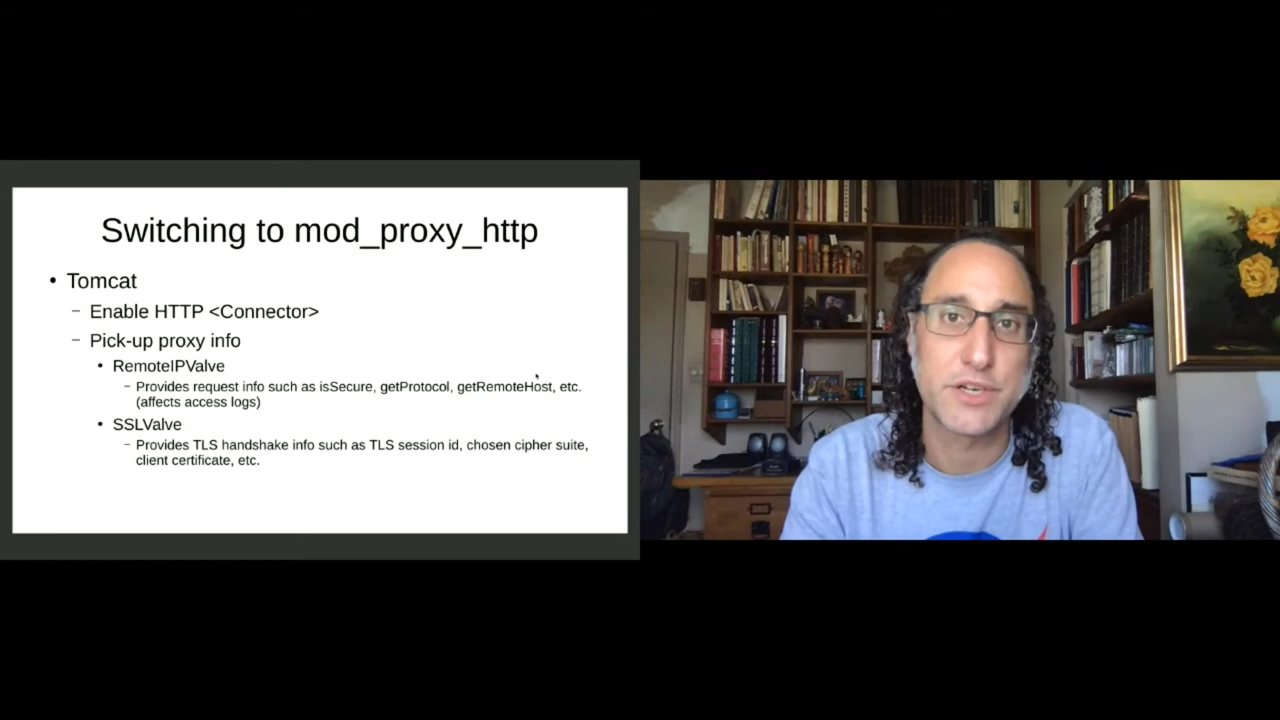 Switching to mod_proxy_http
• Tomcat
– Enable HTTP <Connector>
– Pick-up proxy info
• RemoteIPValve
– Provides request info such as isSecure, getProtocol, getRemoteHost, etc.
(affects access logs)
• SSLValve
– Provides TLS handshake info such as TLS session id, chosen cipher suite,
client certificate, etc.